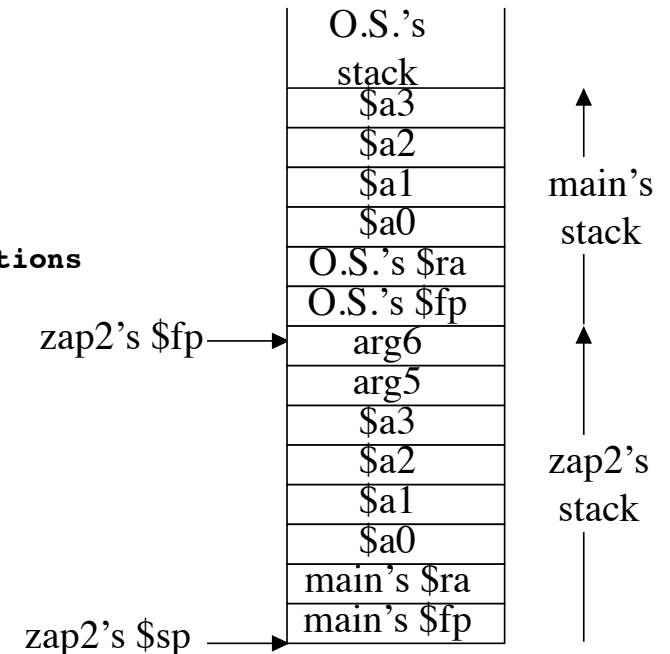 O.S.'s
stack
$a3
$a2
$a1
$a0
O.S.'s $ra
O.S.'s $fp
arg6
arg5
$a3
$a2
$a1
$a0
main's $ra
main's $fp
main's
stack
zap2's
stack
tions
zap2's $fp
zap2's $sp